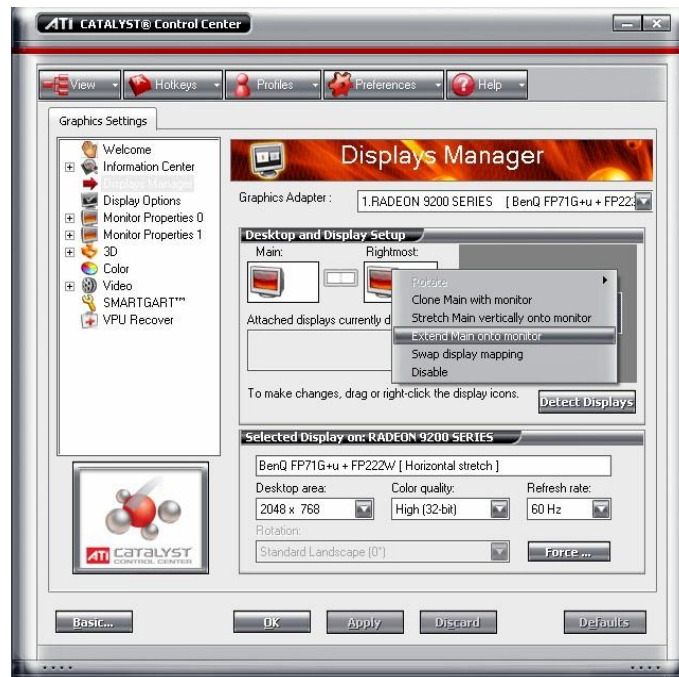 ATI CATALYST® Control Center
View
Hotkeys
Profiles
Preferences
Help
Graphics Settings
Welcome
Information Center
Displays Manager
Display Options
Monitor Properties 0
Monitor Properties 1
3D
Color
Video
SMARTGART™
VPU Recover
Displays Manager
Graphics Adapter :
1.RADEON 9200 SERIES [ BenQ FP71G+u + FP22
Desktop and Display Setup
Main:
Rightmost:
Rotate
Clone Main with monitor
Stretch Main vertically onto monitor
Extend Main onto monitor
Swap display mapping
Disable
Attached displays currently d
To make changes, drag or right-click the display icons.
Detect Displays
Selected Display on: RADEON 9200 SERIES
BenQ FP71G+u + FP222W [ Horizontal stretch ]
Desktop area:
Color quality:
Refresh rate:
2048 x 768
High (32-bit)
60 Hz
Rotation:
Standard Landscape (0°)
Force ...
ATI CATALYST
CONTROL CENTER
Basic...
OK
Apply
Discard
Defaults